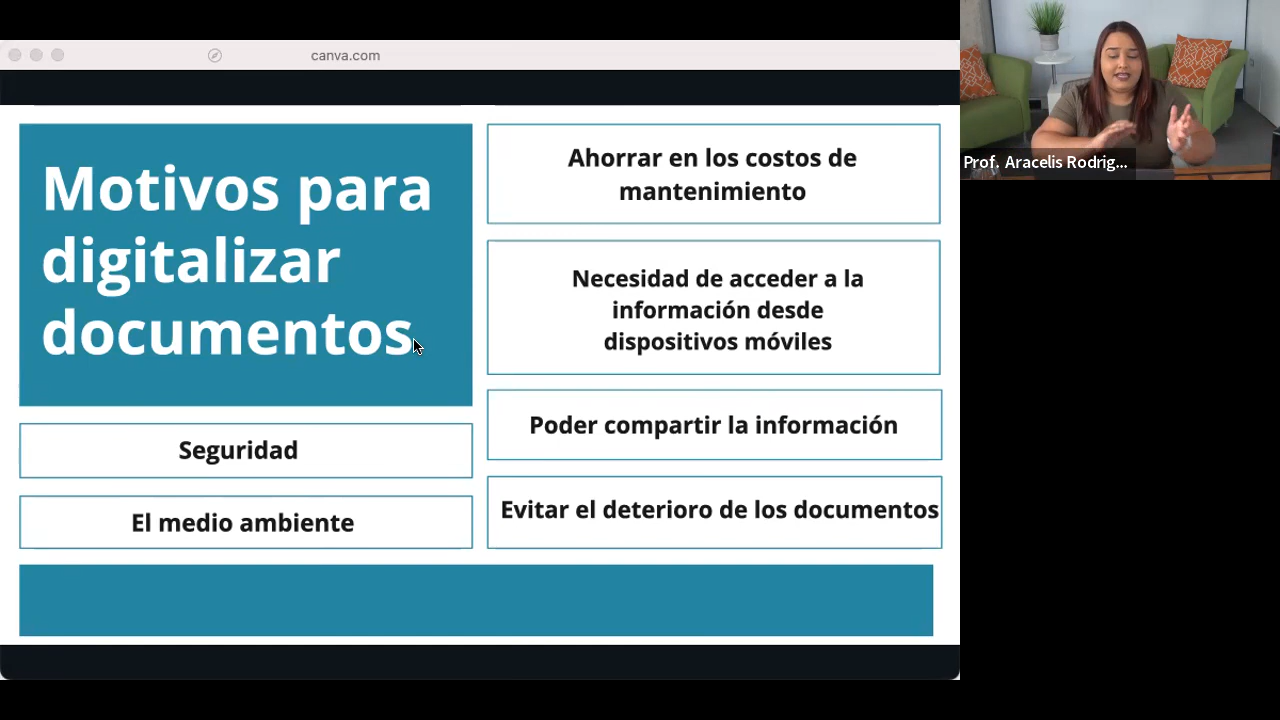 canva.com
Motivos para
digitalizar
documentos
Seguridad
El medio ambiente
Ahorrar en los costos de
mantenimiento
Necesidad de acceder a la
información desde
dispositivos móviles
Poder compartir la información
Evitar el deterioro de los documentos
Prof. Aracelis Rodrig...